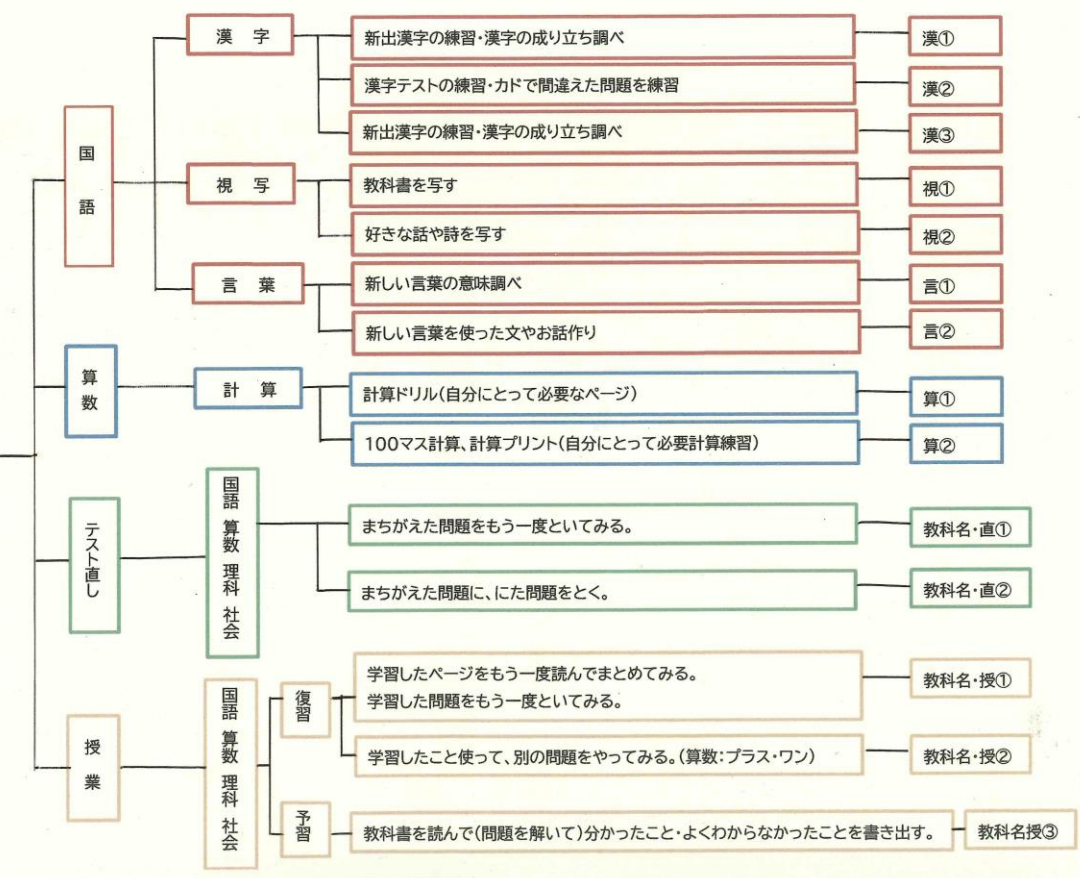 国語
漢字
新出漢字の練習・漢字の成り立ち調べ
漢①
漢字テストの練習・カドで間違えた問題を練習
漢②
新出漢字の練習・漢字の成り立ち調べ
漢③
視写
教科書を写す
視①
好きな話や詩を写す
視②
言葉
新しい言葉の意味調べ
言①
新しい言葉を使った文やお話作り
言②
算数
計算
計算ドリル(自分にとって必要なページ)
算①
100マス計算、計算プリント(自分にとって必要計算練習)
算②
テスト直し
国語 算数 理科 社会
まちがえた問題をもう一度といてみる。
教科名・直①
まちがえた問題に、にた問題をとく。
教科名・直②
授業
国語 算数 理科 社会
復習
学習したページをもう一度読んでまとめてみる。
学習した問題をもう一度といてみる。
教科名・授①
学習したこと使って、別の問題をやってみる。(算数:プラス・ワン)
教科名・授②
予習
教科書を読んで(問題を解いて)分かったこと・よくわからなかったことを書き出す。
教科名授③